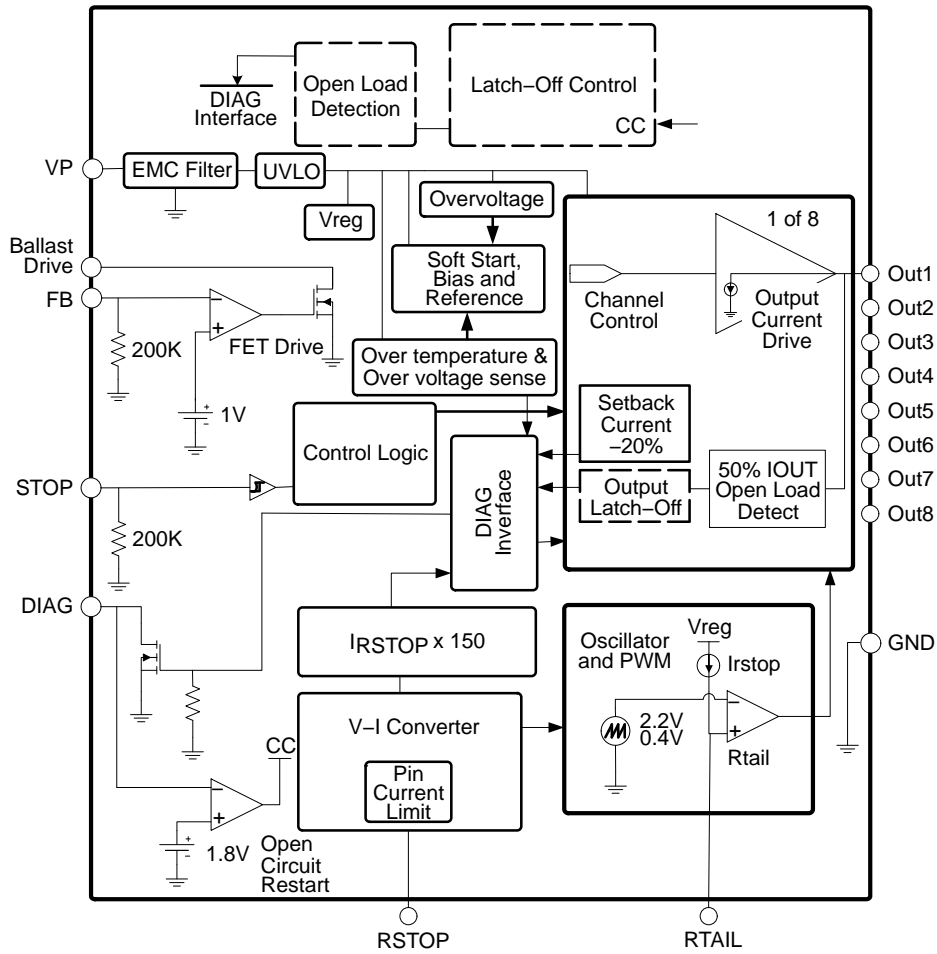 Open Load
Detection
DIAG
Interface
Latch–Off Control
CC
VP
EMC Filter
UVLO
Vreg
Overvoltage
Soft Start,
Bias and
Reference
Over temperature &
Over voltage sense
Ballast
Drive
FB
200K
+
–
1V
–
+
FET Drive
1 of 8
Channel
Control
Output
Current
Drive
Out1
Out2
Out3
Out4
Out5
Out6
Out7
Out8
Setback
Current
–20%
Output
Latch–Off
50% IOUT
Open Load
Detect
Control Logic
STOP
200K
DIAG
Inverface
DIAG
IRSTOP x 150
V–I Converter
Pin
Current
Limit
Oscillator
and PWM
Vreg
Irstop
2.2V
0.4V
–
+
Rtail
GND
CC
–
+
+
–
1.8V
Open
Circuit
Restart
RSTOP
RTAIL